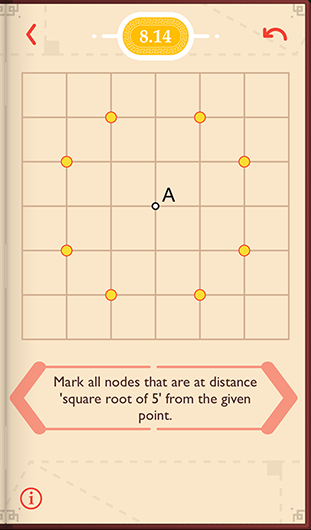 8.14
A
Mark all nodes that are at distance
'square root of 5' from the given
point.
i